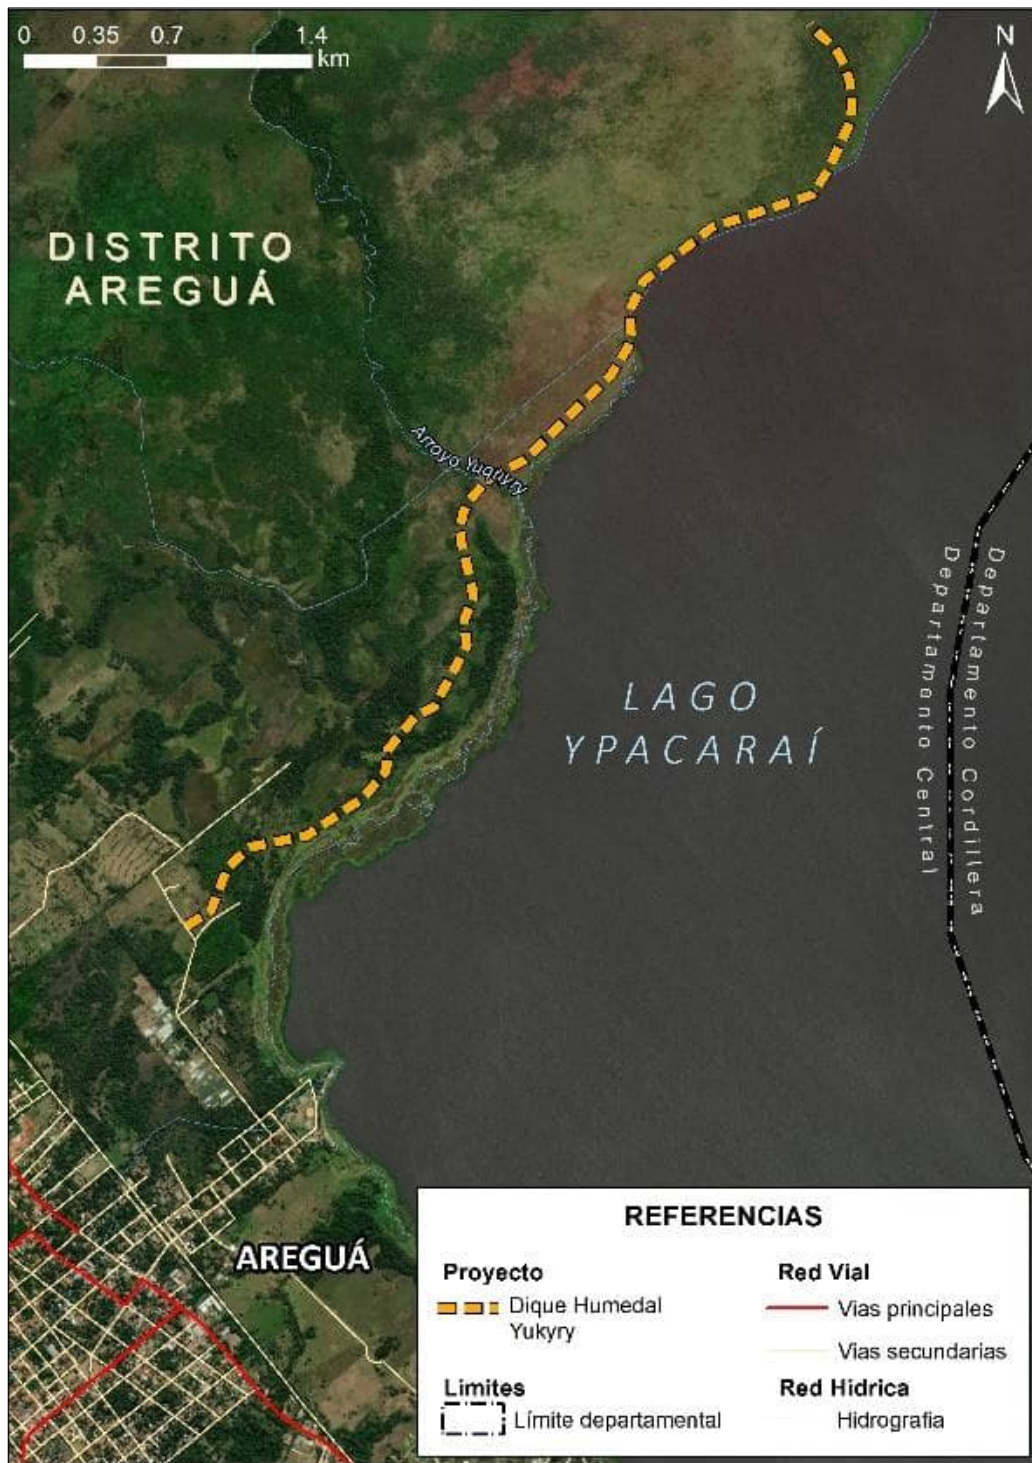 0 0.35 0.7 1.4
km
N
DISTRITO
AREGUÁ
Arroyo Yuquyry
LAGO
YPACARAÍ
Departamento Central
Departamento Cordillera
AREGUÁ
REFERENCIAS
Proyecto
Dique Humedal
Yukyry
Limites
Límite departamental
Red Vial
Vias principales
Vias secundarias
Red Hidrica
Hidrografia